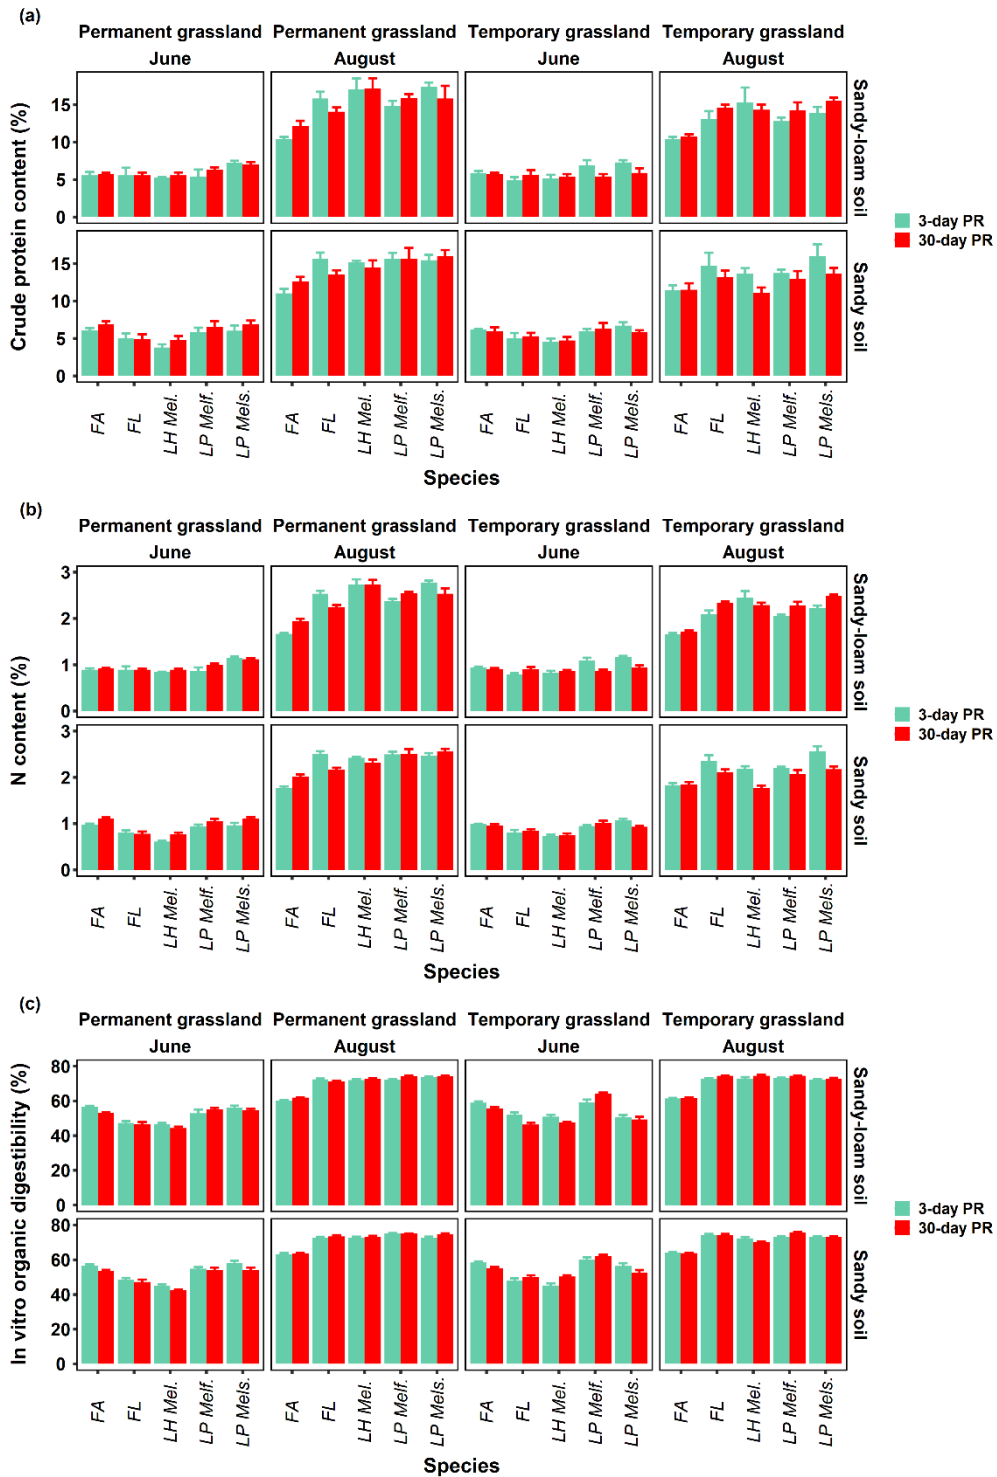 (a)
Permanent grassland Permanent grassland Temporary grassland Temporary grassland
June August June August
Crude protein content (%)
15
10
5
0
Sandy-loam soil
15
10
5
0
Sandy soil
3-day PR
30-day PR
FA FL LH Mel. LP Melf. LP Mels. FA FL LH Mel. LP Melf. LP Mels. FA FL LH Mel. LP Melf. LP Mels. FA FL LH Mel. LP Melf. LP Mels.
Species
(b)
Permanent grassland Permanent grassland Temporary grassland Temporary grassland
June August June August
N content (%)
3
2
1
0
Sandy-loam soil
3
2
1
0
Sandy soil
3-day PR
30-day PR
FA FL LH Mel. LP Melf. LP Mels. FA FL LH Mel. LP Melf. LP Mels. FA FL LH Mel. LP Melf. LP Mels. FA FL LH Mel. LP Melf. LP Mels.
Species
(c)
Permanent grassland Permanent grassland Temporary grassland Temporary grassland
June August June August
In vitro organic digestibility (%)
80
60
40
20
0
Sandy-loam soil
80
60
40
20
0
Sandy soil
3-day PR
30-day PR
FA FL LH Mel. LP Melf. LP Mels. FA FL LH Mel. LP Melf. LP Mels. FA FL LH Mel. LP Melf. LP Mels. FA FL LH Mel. LP Melf. LP Mels.
Species